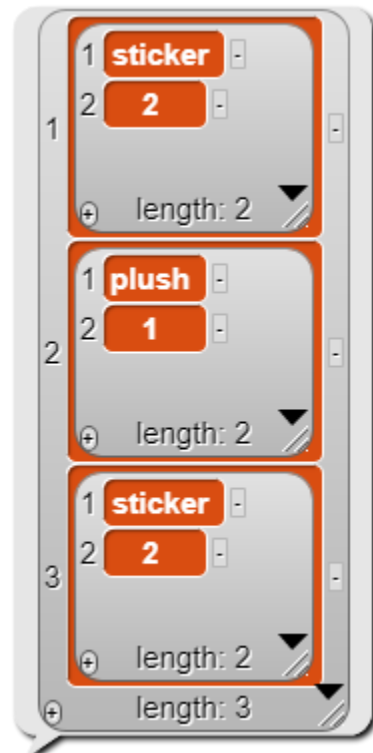 1 sticker -
2 2 -
1 -
+ length: 2
1 plush -
2 1 -
2 -
+ length: 2
1 sticker -
2 2 -
3 -
+ length: 2
+ length: 3